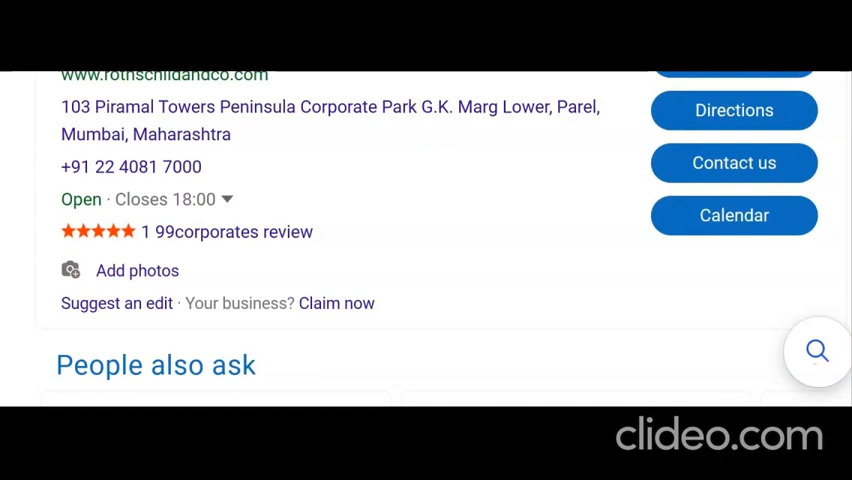 www.rothschildandco.com
103 Piramal Towers Peninsula Corporate Park G.K. Marg Lower, Parel,
Mumbai, Maharashtra
+91 22 4081 7000
Open · Closes 18:00
1 99corporates review
Add photos
Suggest an edit · Your business? Claim now
Directions
Contact us
Calendar
People also ask
clideo.com